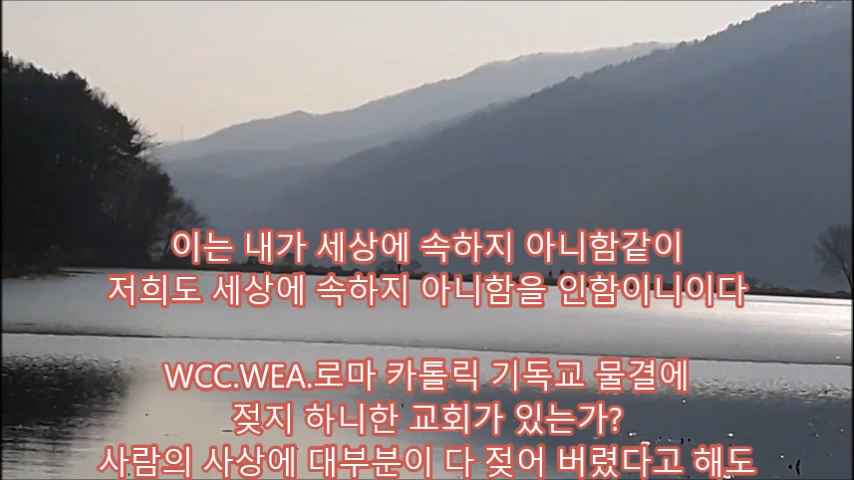 이는 내가 세상에 속하지 아니함같이
저희도 세상에 속하지 아니함을 인함이니이다
WCC.WEA.로마 카톨릭 기독교 물결에
젖지 하니한 교회가 있는가?
사람의 사상에 대부분이 다 젖어 버렸다고 해도